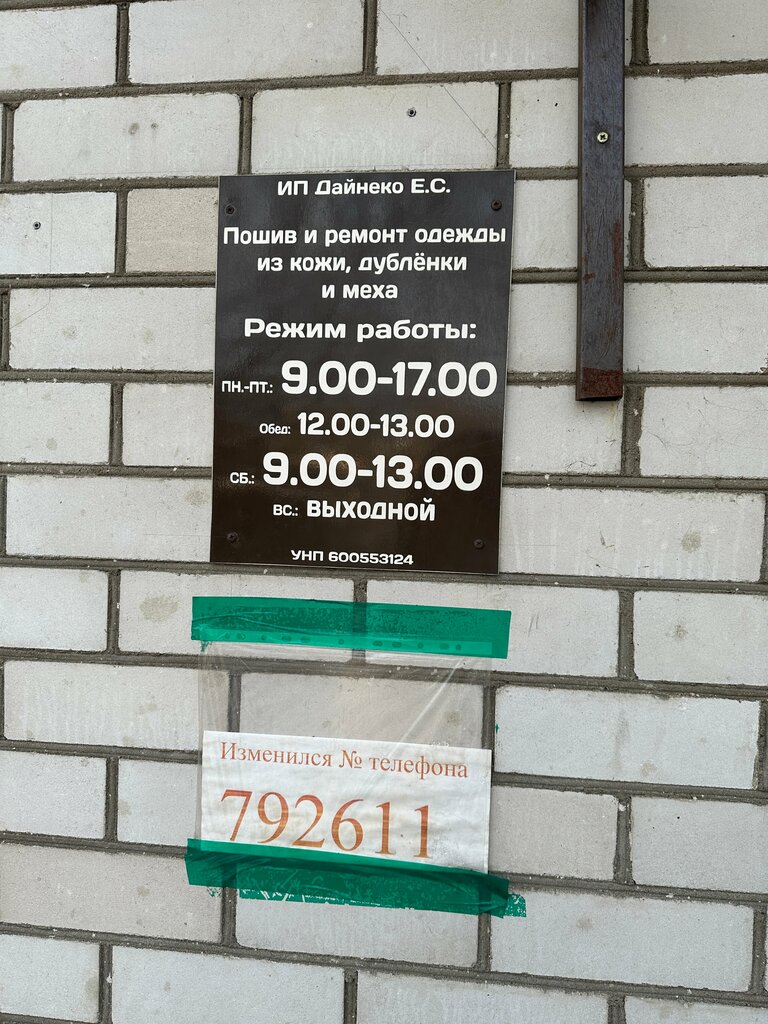 ИП Дайнеко Е.С.
Пошив и ремонт одежды
из кожи, дублёнки
и меха
Режим работы:
ПН.-ПТ.: 9.00-17.00
Обед: 12.00-13.00
СБ.: 9.00-13.00
ВС.: ВЫХОДНОЙ
УНП 600553124
Изменился № телефона
792611